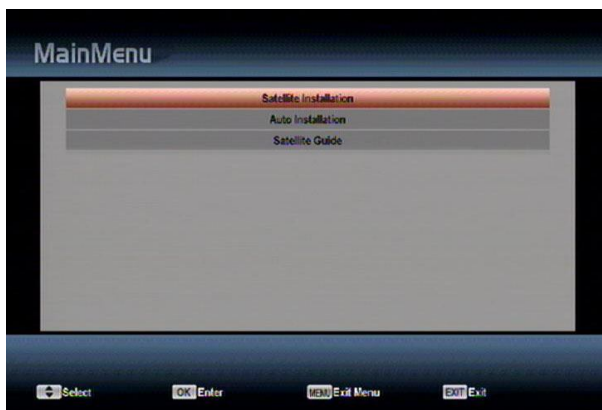 MainMenu
Satellite Installation
Auto Installation
Satellite Guide
Select OK Enter MENU Exit Menu EXIT Exit